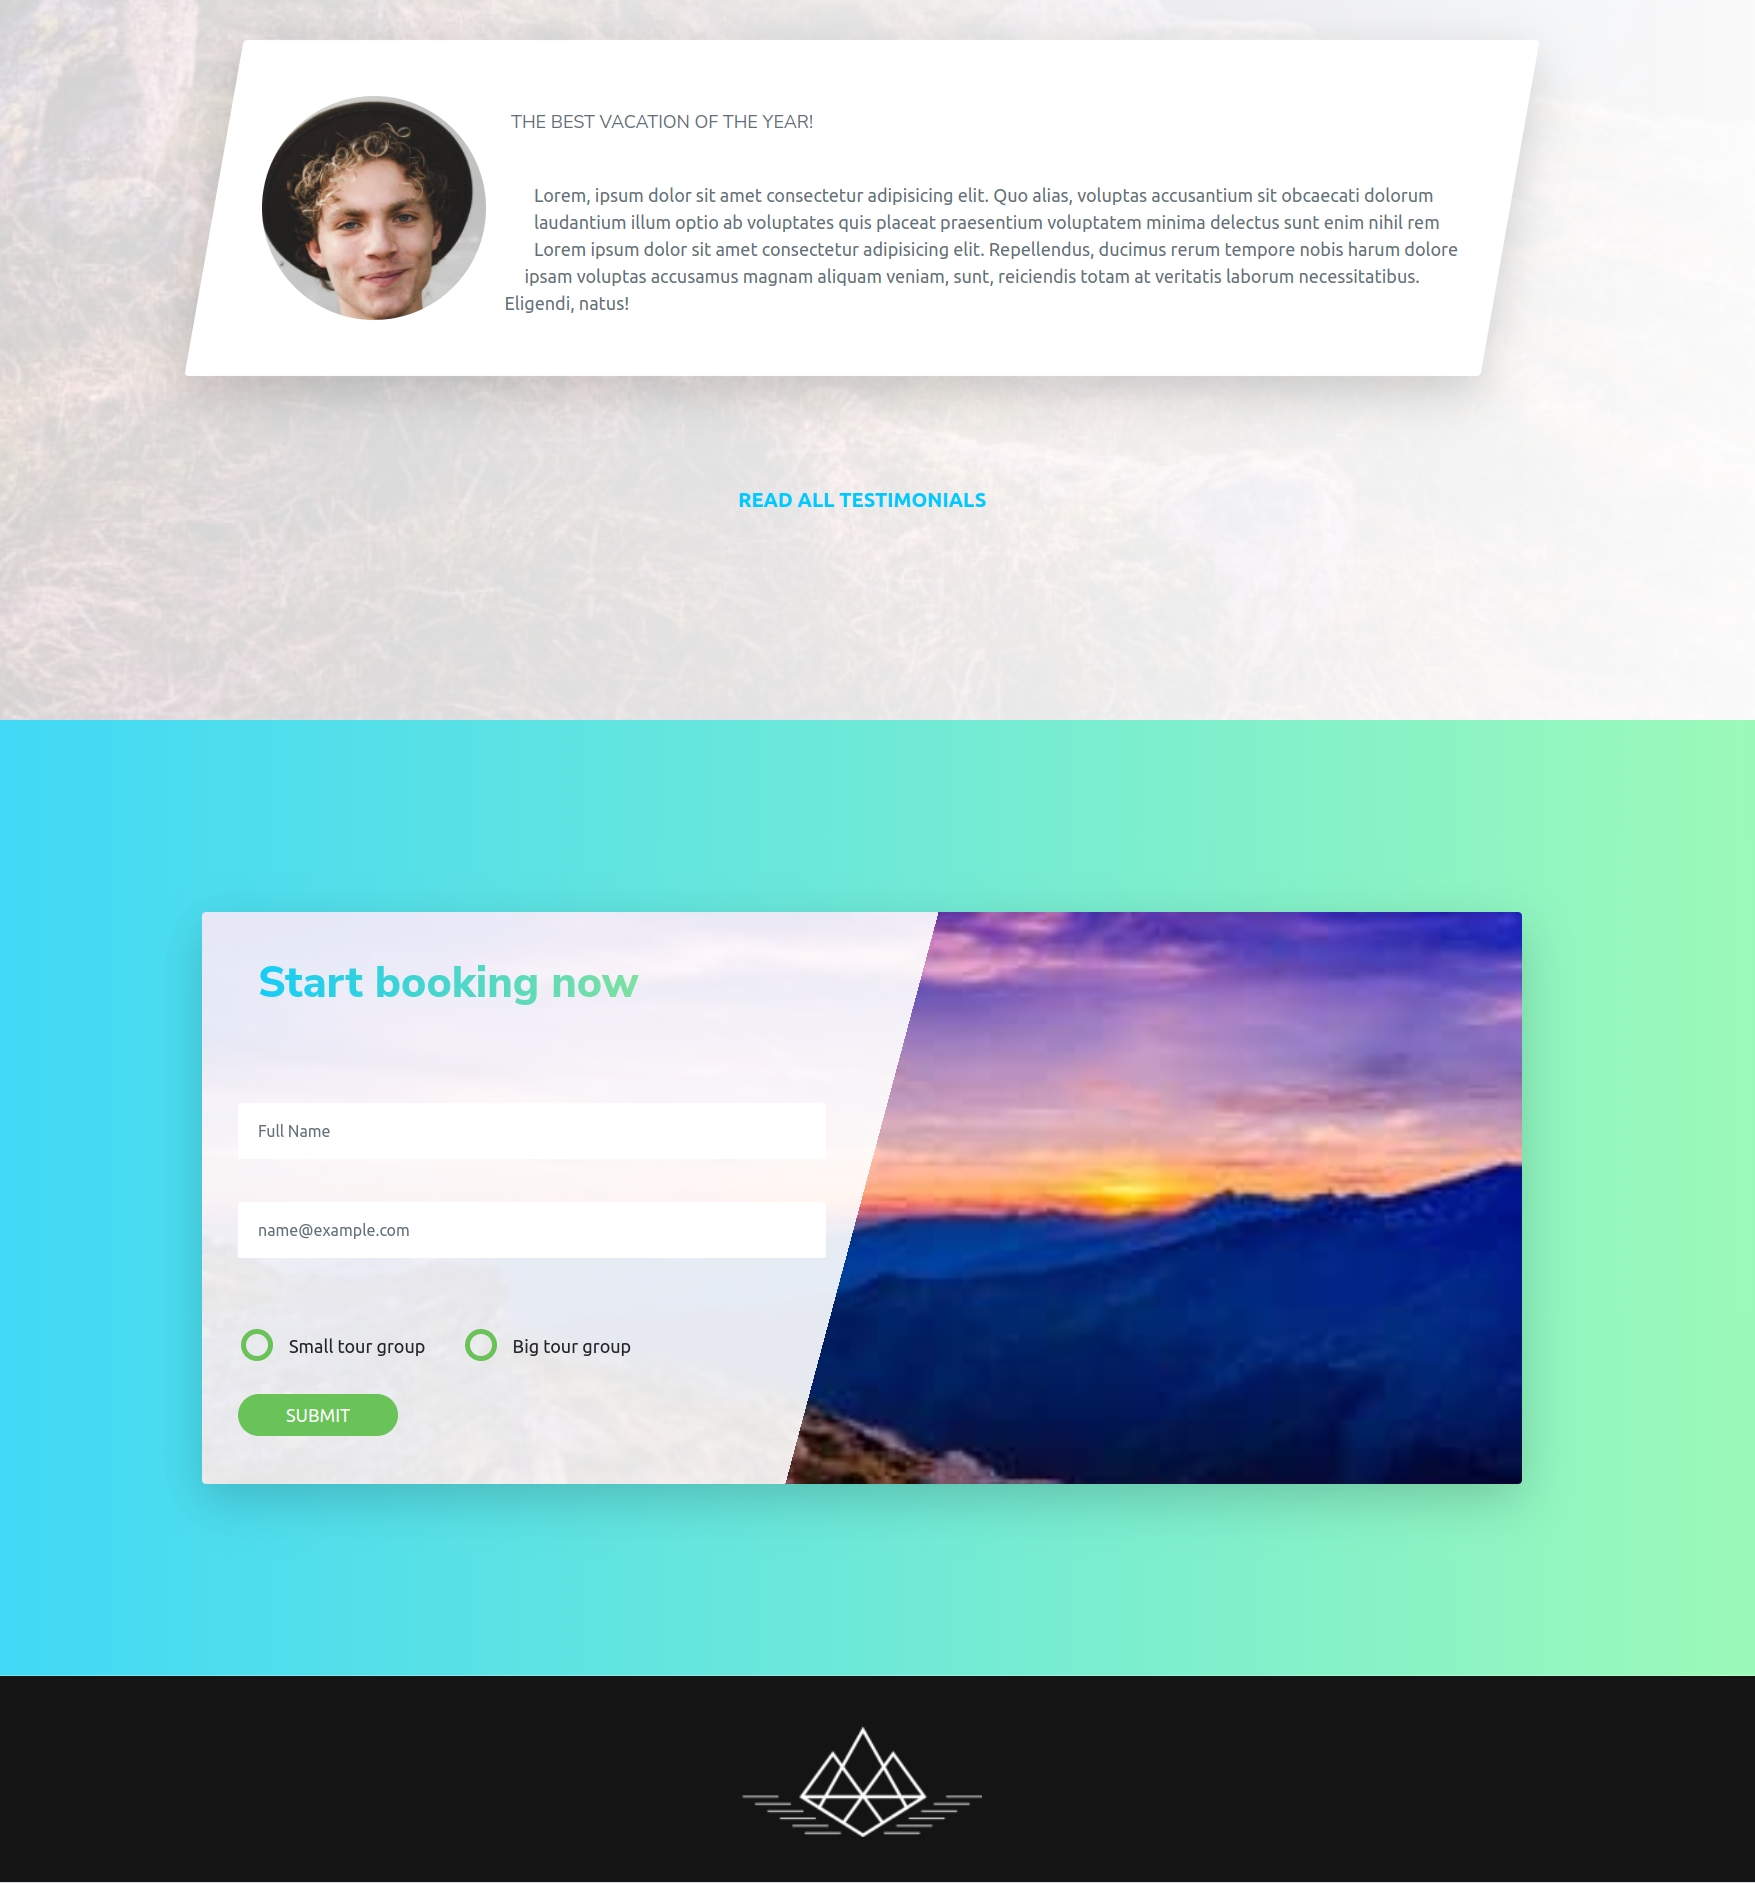 THE BEST VACATION OF THE YEAR!
Lorem, ipsum dolor sit amet consectetur adipisicing elit. Quo alias, voluptas accusantium sit obcaecati dolorum
laudantium illum optio ab voluptates quis placeat praesentium voluptatem minima delectus sunt enim nihil rem
Lorem ipsum dolor sit amet consectetur adipisicing elit. Repellendus, ducimus rerum tempore nobis harum dolore
ipsam voluptas accusamus magnam aliquam veniam, sunt, reiciendis totam at veritatis laborum necessitatibus.
Eligendi, natus!
READ ALL TESTIMONIALS
Start booking now
Full Name
name@example.com
Small tour group Big tour group
SUBMIT